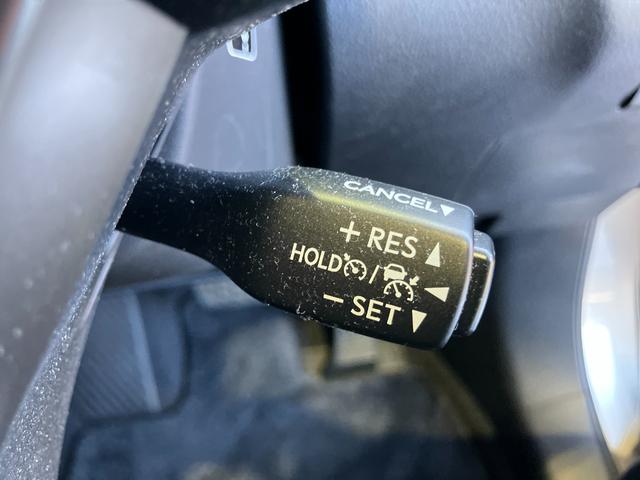 CANCEL▼
+ RES▲
HOLD /
− SET▼